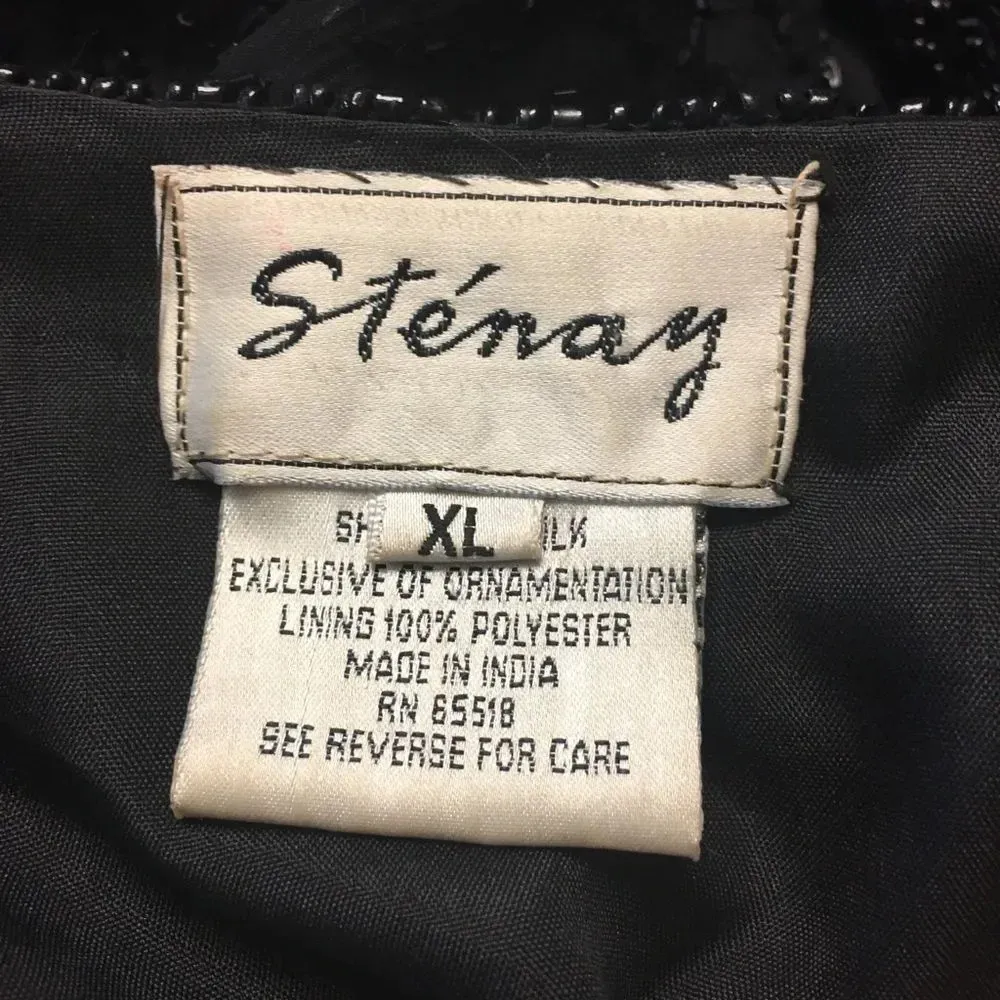 Sténay
XL
EXCLUSIVE OF ORNAMENTATION
LINING 100% POLYESTER
MADE IN INDIA
RN 65518
SEE REVERSE FOR CARE